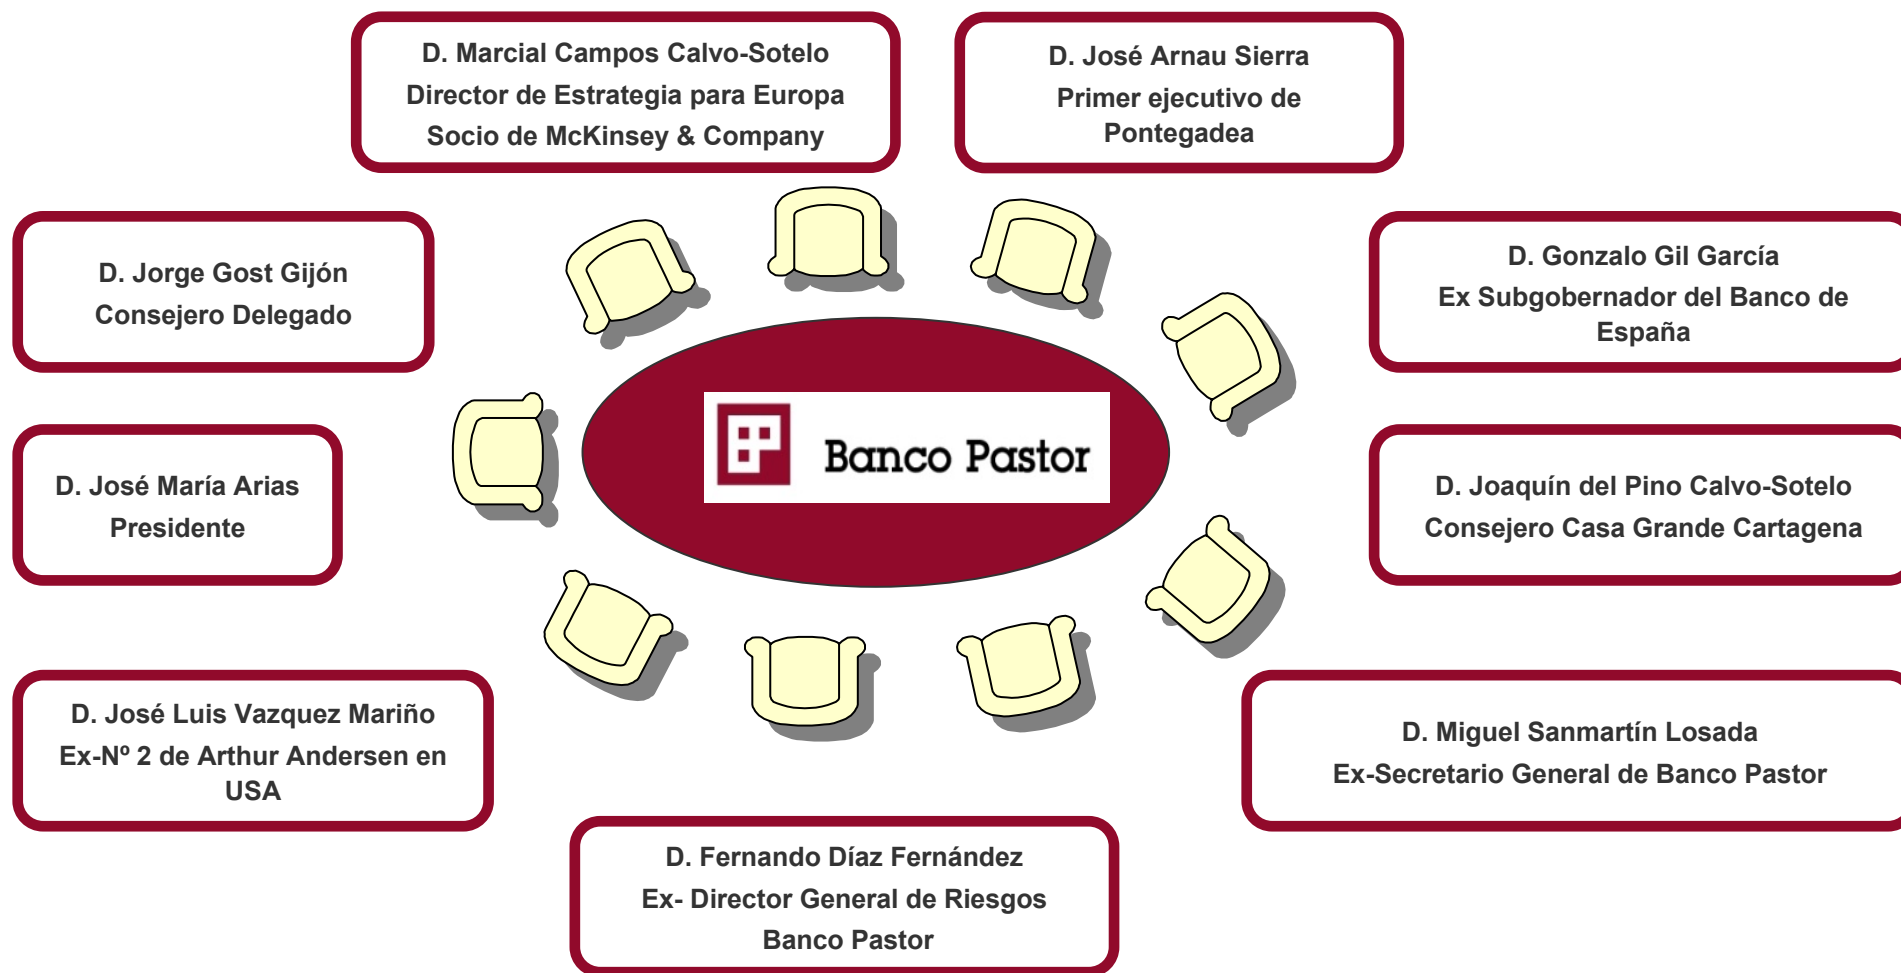 D. Marcial Campos Calvo-Sotelo
Director de Estrategia para Europa
Socio de McKinsey & Company
D. José Arnau Sierra
Primer ejecutivo de
Pontegadea
D. Jorge Gost Gijón
Consejero Delegado
D. Gonzalo Gil García
Ex Subgobernador del Banco de
España
Banco Pastor
D. José María Arias
Presidente
D. Joaquín del Pino Calvo-Sotelo
Consejero Casa Grande Cartagena
D. José Luis Vazquez Mariño
Ex-Nº 2 de Arthur Andersen en
USA
D. Miguel Sanmartín Losada
Ex-Secretario General de Banco Pastor
D. Fernando Díaz Fernández
Ex- Director General de Riesgos
Banco Pastor